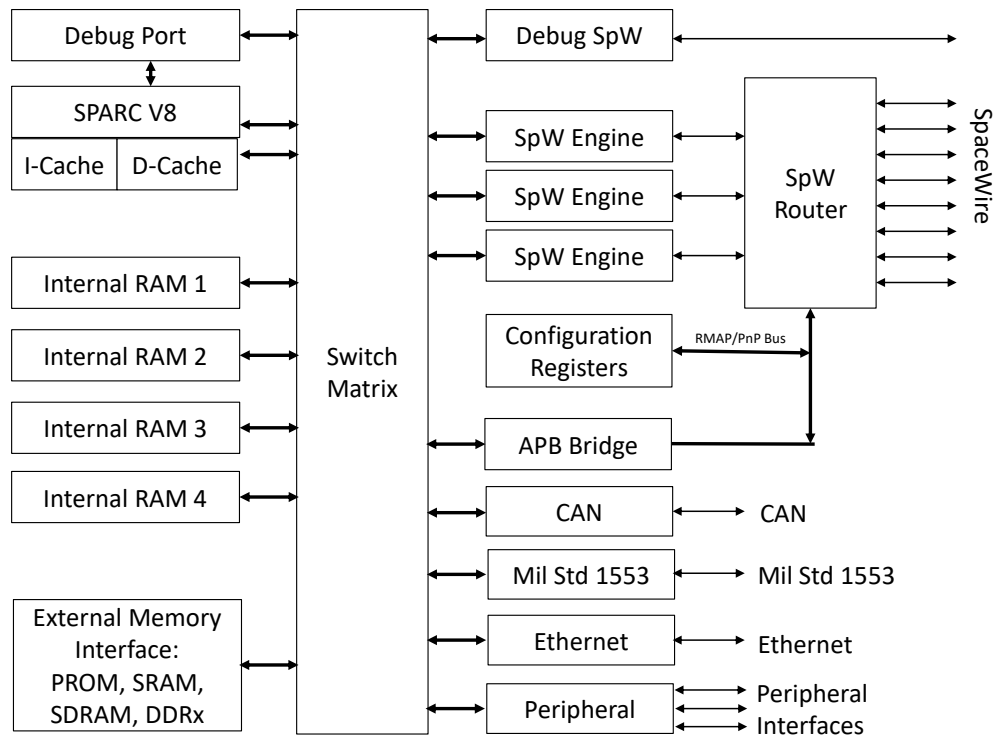 Debug Port
SPARC V8
I-Cache
D-Cache
Internal RAM 1
Internal RAM 2
Internal RAM 3
Internal RAM 4
External Memory
Interface:
PROM, SRAM,
SDRAM, DDRx
Switch
Matrix
Debug SpW
SpW Engine
SpW Engine
SpW Engine
Configuration
Registers
RMAP/PnP Bus
APB Bridge
CAN
Mil Std 1553
Ethernet
Peripheral
SpW
Router
SpaceWire
CAN
Mil Std 1553
Ethernet
Peripheral
Interfaces